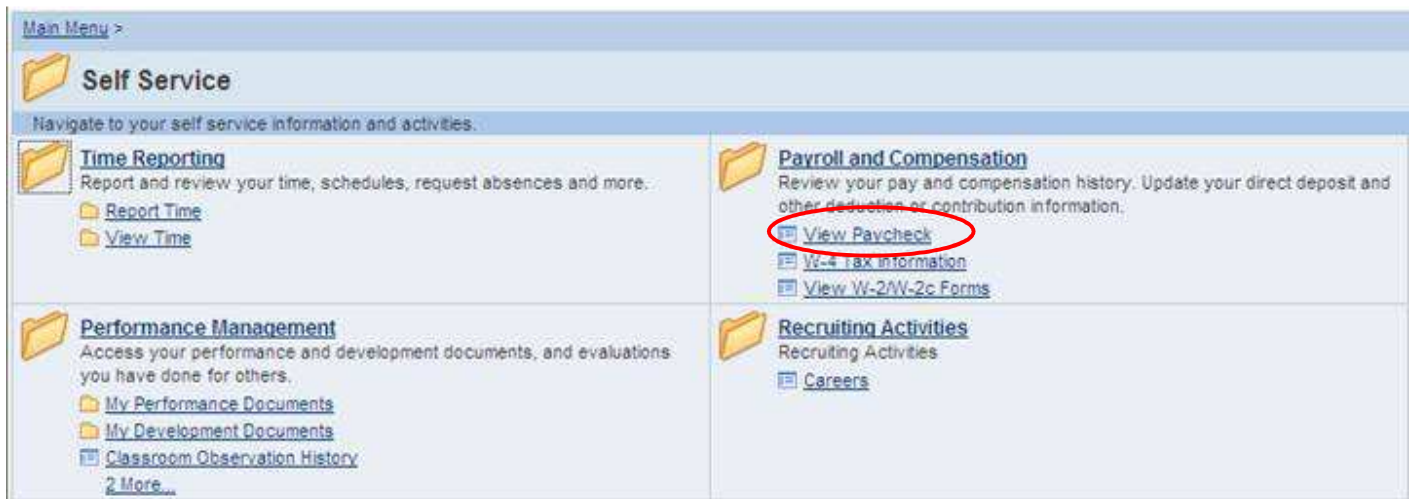 Main Menu >
Self Service
Navigate to your self service information and activities.
Time Reporting
Report and review your time, schedules, request absences and more.
Report Time
View Time
Payroll and Compensation
Review your pay and compensation history. Update your direct deposit and
other deduction or contribution information.
View Paycheck
W-4 Tax Information
View W-2/W-2c Forms
Performance Management
Access your performance and development documents, and evaluations
you have done for others.
My Performance Documents
My Development Documents
Classroom Observation History
2 More...
Recruiting Activities
Recruiting Activities
Careers